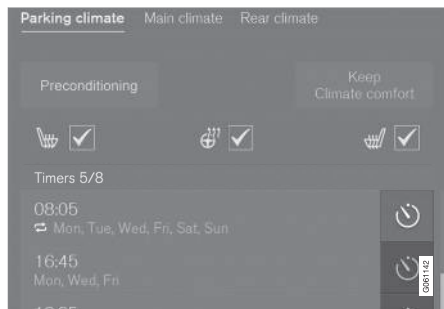 Parking climate Main climate Rear climate
Preconditioning
Keep
Climate comfort
Timers 5/8
08:05
Mon, Tue, Wed, Fri, Sat, Sun
16:45
Mon, Wed, Fri
G061142